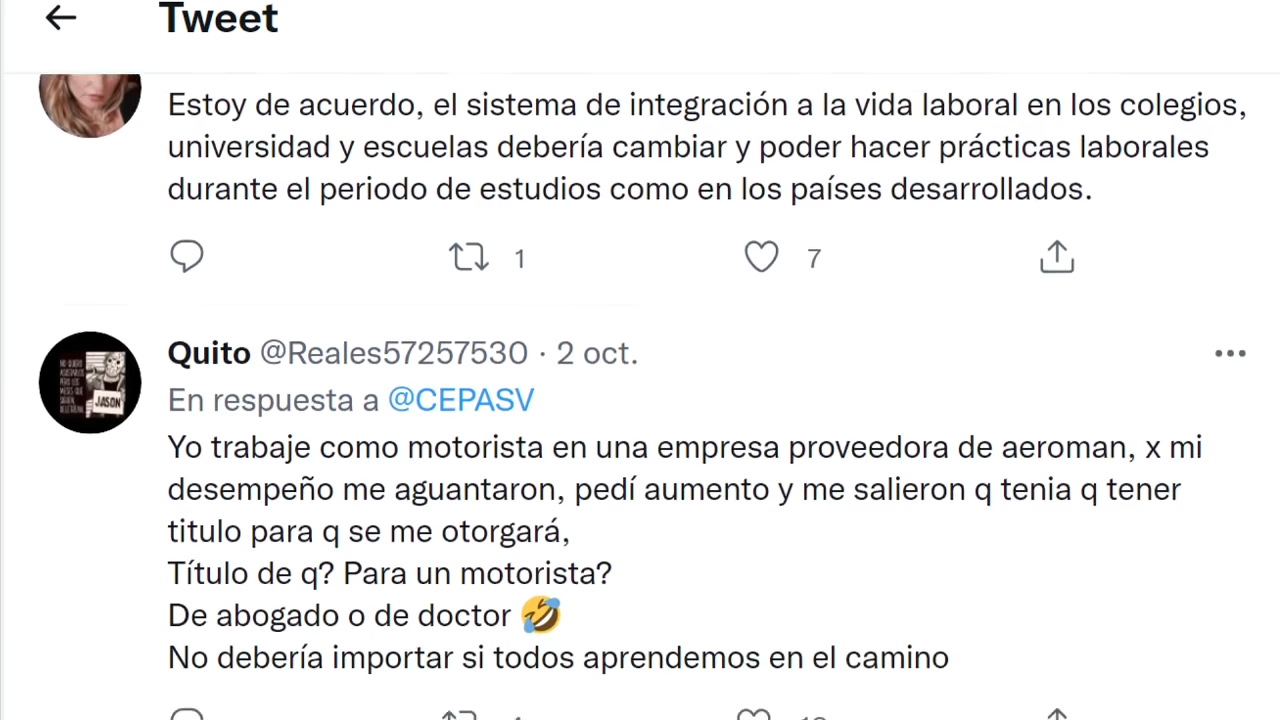 Tweet
Estoy de acuerdo, el sistema de integración a la vida laboral en los colegios,
universidad y escuelas debería cambiar y poder hacer prácticas laborales
durante el periodo de estudios como en los países desarrollados.
1 7
Quito @Reales57257530 · 2 oct.
En respuesta a @CEPASV
Yo trabaje como motorista en una empresa proveedora de aeroman, x mi
desempeño me aguantaron, pedí aumento y me salieron q tenia q tener
titulo para q se me otorgará,
Título de q? Para un motorista?
De abogado o de doctor 🤣
No debería importar si todos aprendemos en el camino